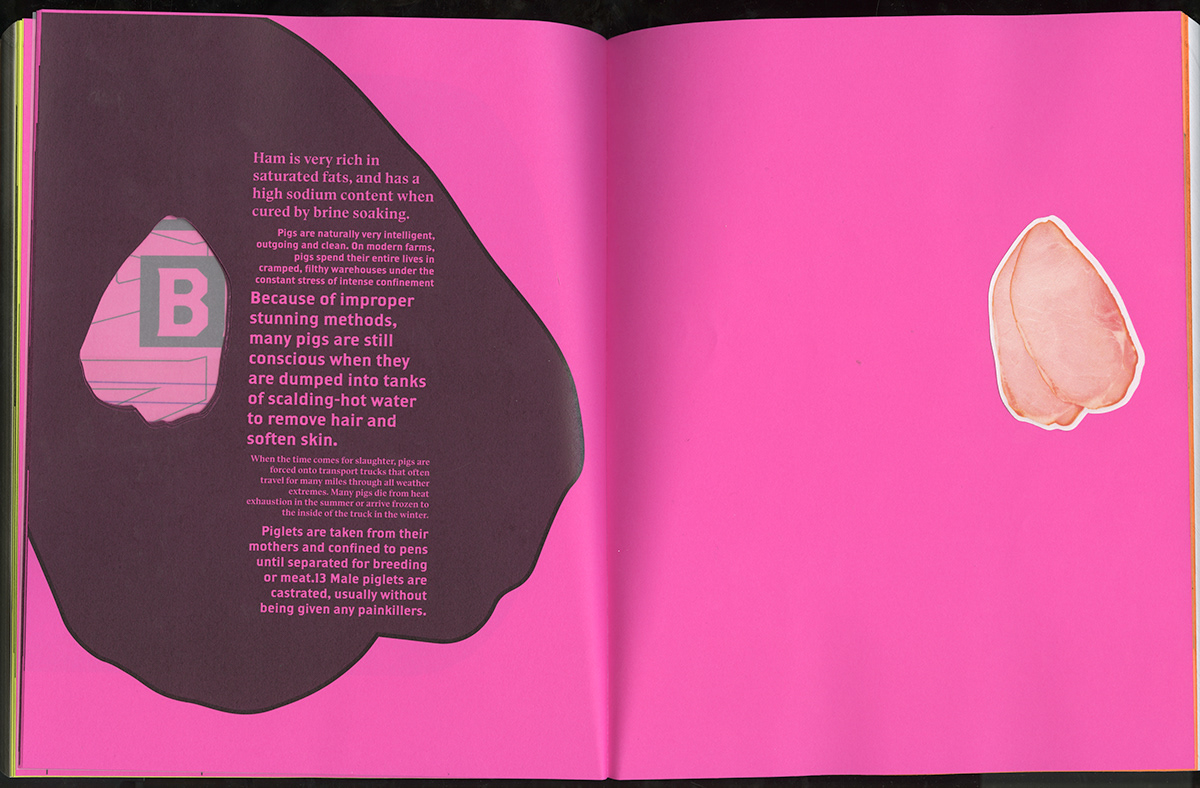 Ham is very rich in
saturated fats, and has a
high sodium content when
cured by brine soaking.
Pigs are naturally very intelligent,
outgoing and clean. On modern farms,
pigs spend their entire lives in
cramped, filthy warehouses under the
constant stress of intense confinement
B
Because of improper
stunning methods,
many pigs are still
conscious when they
are dumped into tanks
of scalding-hot water
to remove hair and
soften skin.
When the time comes for slaughter, pigs are
forced onto transport trucks that often
travel for many miles through all weather
extremes. Many pigs die from heat
exhaustion in the summer or arrive frozen to
the inside of the truck in the winter.
Piglets are taken from their
mothers and confined to pens
until separated for breeding
or meat.13 Male piglets are
castrated, usually without
being given any painkillers.